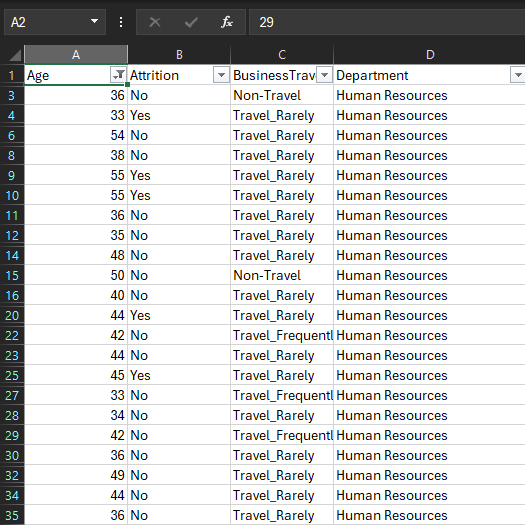 A2 fx 29
A B C D
1 Age Attrition BusinessTrav Department
3 36 No Non-Travel Human Resources
4 33 Yes Travel_Rarely Human Resources
6 54 No Travel_Rarely Human Resources
8 38 No Travel_Rarely Human Resources
9 55 Yes Travel_Rarely Human Resources
10 55 Yes Travel_Rarely Human Resources
11 36 No Travel_Rarely Human Resources
12 35 No Travel_Rarely Human Resources
14 48 No Travel_Rarely Human Resources
15 50 No Non-Travel Human Resources
16 40 No Travel_Rarely Human Resources
20 44 Yes Travel_Rarely Human Resources
22 42 No Travel_Frequentl Human Resources
23 44 No Travel_Rarely Human Resources
25 45 Yes Travel_Rarely Human Resources
27 33 No Travel_Frequentl Human Resources
28 34 No Travel_Rarely Human Resources
29 42 No Travel_Frequentl Human Resources
30 36 No Travel_Rarely Human Resources
32 49 No Travel_Rarely Human Resources
34 44 No Travel_Rarely Human Resources
35 36 No Travel_Rarely Human Resources